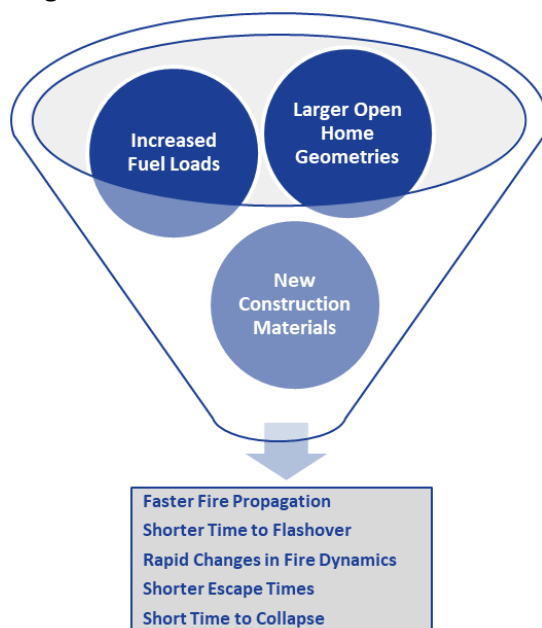 Increased
Fuel Loads
Larger Open
Home
Geometries
New
Construction
Materials
Faster Fire Propagation
Shorter Time to Flashover
Rapid Changes in Fire Dynamics
Shorter Escape Times
Short Time to Collapse